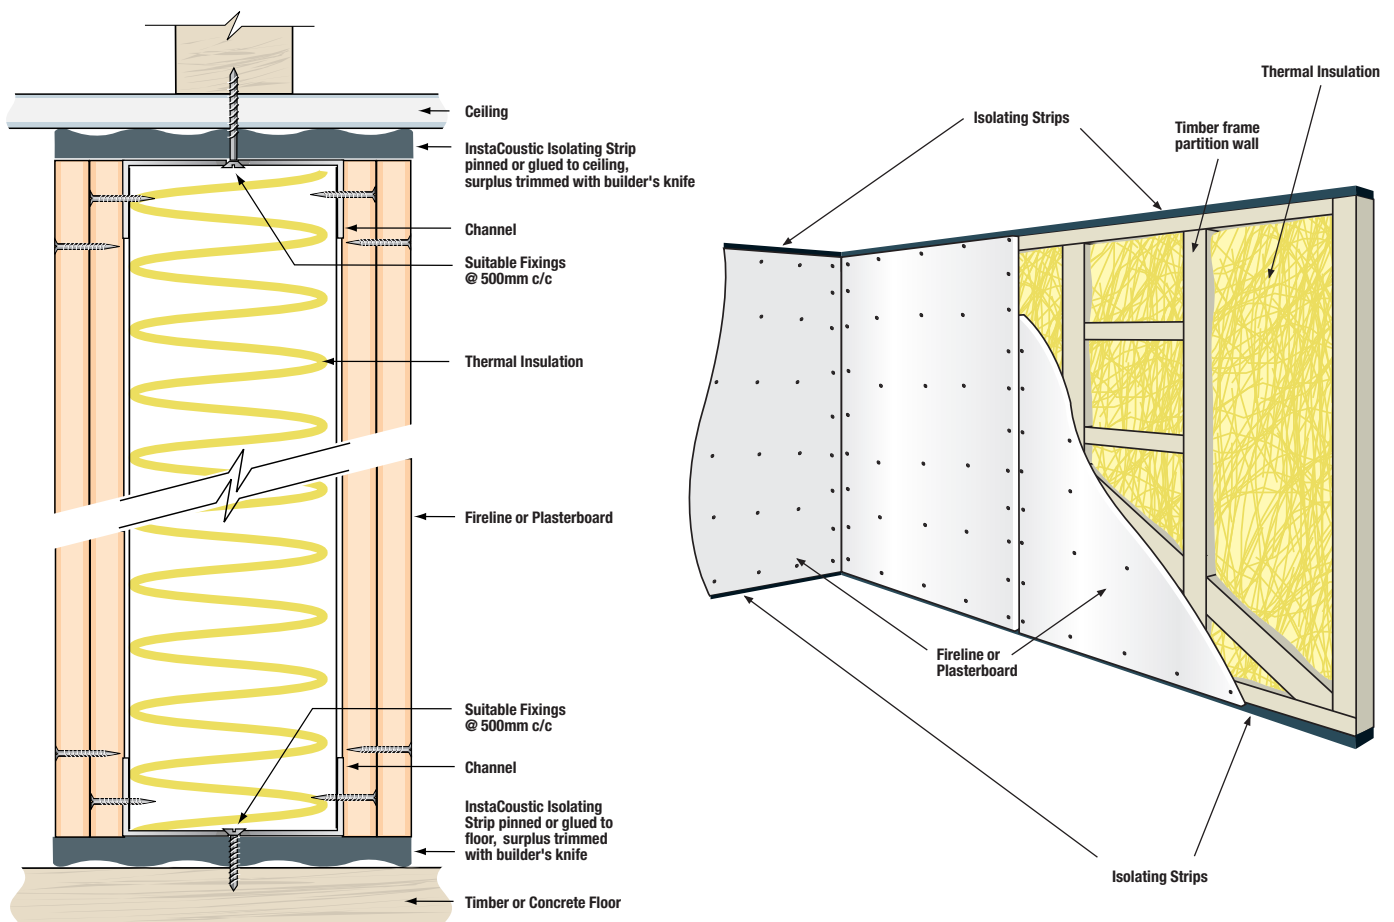 Ceiling
InstaCoustic Isolating Strip
pinned or glued to ceiling,
surplus trimmed with builder's knife
Channel
Suitable Fixings
@ 500mm c/c
Thermal Insulation
Fireline or Plasterboard
Suitable Fixings
@ 500mm c/c
Channel
InstaCoustic Isolating
Strip pinned or glued to
floor, surplus trimmed
with builder's knife
Timber or Concrete Floor
Thermal Insulation
Isolating Strips
Timber frame
partition wall
Fireline or
Plasterboard
Isolating Strips